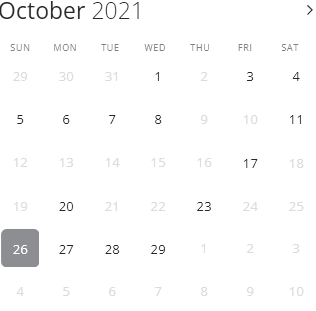 October 2021
SUN MON TUE WED THU FRI SAT
29 30 31 1 2 3 4
5 6 7 8 9 10 11
12 13 14 15 16 17 18
19 20 21 22 23 24 25
26 27 28 29 1 2 3
4 5 6 7 8 9 10